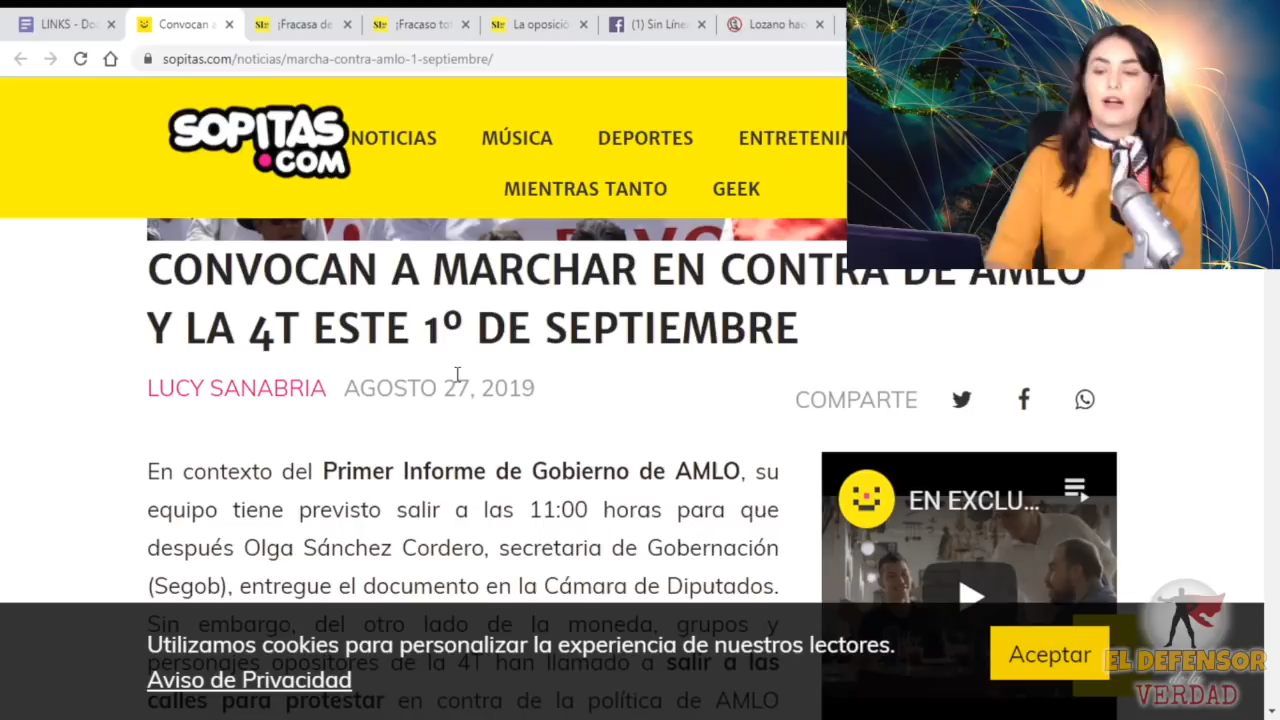 LINKS - Do
Convocan a
¡Fracasa de
¡Fracaso to
La oposició
(1) Sin Líne
Lozano hac
sopitas.com/noticias/marcha-contra-amlo-1-septiembre/
SOPITAS
.COM
NOTICIAS MÚSICA DEPORTES ENTRETENIM
MIENTRAS TANTO GEEK
CONVOCAN A MARCHAR EN CONTRA DE AMLO
Y LA 4T ESTE 1º DE SEPTIEMBRE
LUCY SANABRIA AGOSTO 27, 2019
COMPARTE
En contexto del Primer Informe de Gobierno de AMLO, su
equipo tiene previsto salir a las 11:00 horas para que
después Olga Sánchez Cordero, secretaria de Gobernación
(Segob), entregue el documento en la Cámara de Diputados.
Sin embargo, del otro lado de la moneda, grupos y
personajes opositores de la 4T han llamado a salir a las
calles para protestar en contra de la política de AMLO
EN EXCLU...
Utilizamos cookies para personalizar la experiencia de nuestros lectores.
Aviso de Privacidad
Aceptar
EL DEFENSOR
de la
VERDAD